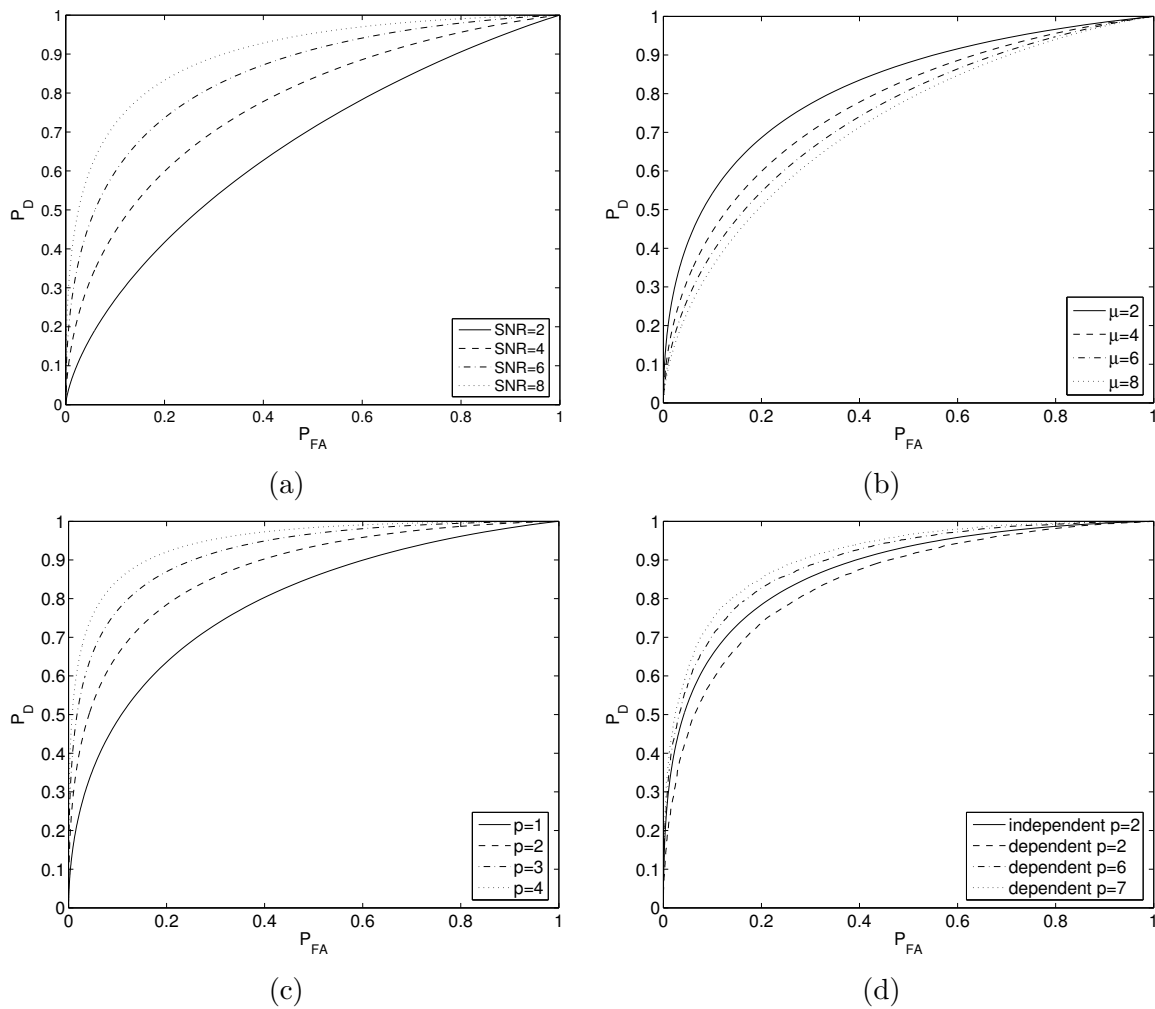 1
0.9
0.8
0.7
0.6
0.5
0.4
0.3
0.2
0.1
0
P_D
0 0.2 0.4 0.6 0.8 1
P_FA
SNR=2
SNR=4
SNR=6
SNR=8
(a)
1
0.9
0.8
0.7
0.6
0.5
0.4
0.3
0.2
0.1
0
P_D
0 0.2 0.4 0.6 0.8 1
P_FA
μ=2
μ=4
μ=6
μ=8
(b)
1
0.9
0.8
0.7
0.6
0.5
0.4
0.3
0.2
0.1
0
P_D
0 0.2 0.4 0.6 0.8 1
P_FA
p=1
p=2
p=3
p=4
(c)
1
0.9
0.8
0.7
0.6
0.5
0.4
0.3
0.2
0.1
0
P_D
0 0.2 0.4 0.6 0.8 1
P_FA
independent p=2
dependent p=2
dependent p=6
dependent p=7
(d)